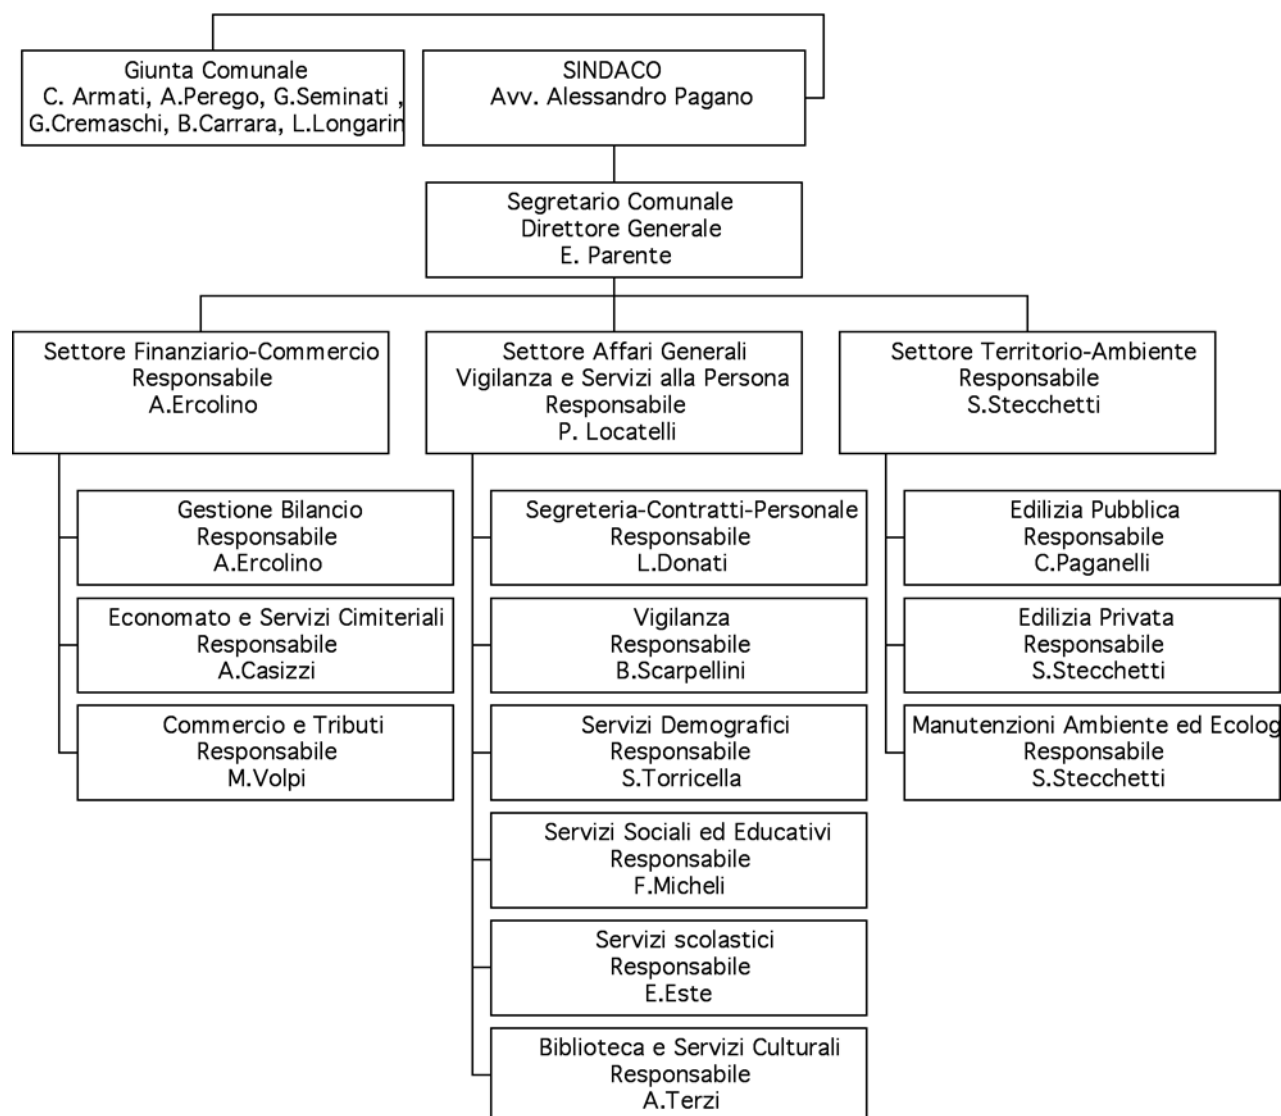 Giunta Comunale
C. Armati, A.Perego, G.Seminati ,
G.Cremaschi, B.Carrara, L.Longarin
SINDACO
Avv. Alessandro Pagano
Segretario Comunale
Direttore Generale
E. Parente
Settore Finanziario-Commercio
Responsabile
A.Ercolino
Settore Affari Generali
Vigilanza e Servizi alla Persona
Responsabile
P. Locatelli
Settore Territorio-Ambiente
Responsabile
S.Stecchetti
Gestione Bilancio
Responsabile
A.Ercolino
Economato e Servizi Cimiteriali
Responsabile
A.Casizzi
Commercio e Tributi
Responsabile
M.Volpi
Segreteria-Contratti-Personale
Responsabile
L.Donati
Vigilanza
Responsabile
B.Scarpellini
Servizi Demografici
Responsabile
S.Torricella
Servizi Sociali ed Educativi
Responsabile
F.Micheli
Servizi scolastici
Responsabile
E.Este
Biblioteca e Servizi Culturali
Responsabile
A.Terzi
Edilizia Pubblica
Responsabile
C.Paganelli
Edilizia Privata
Responsabile
S.Stecchetti
Manutenzioni Ambiente ed Ecolog
Responsabile
S.Stecchetti